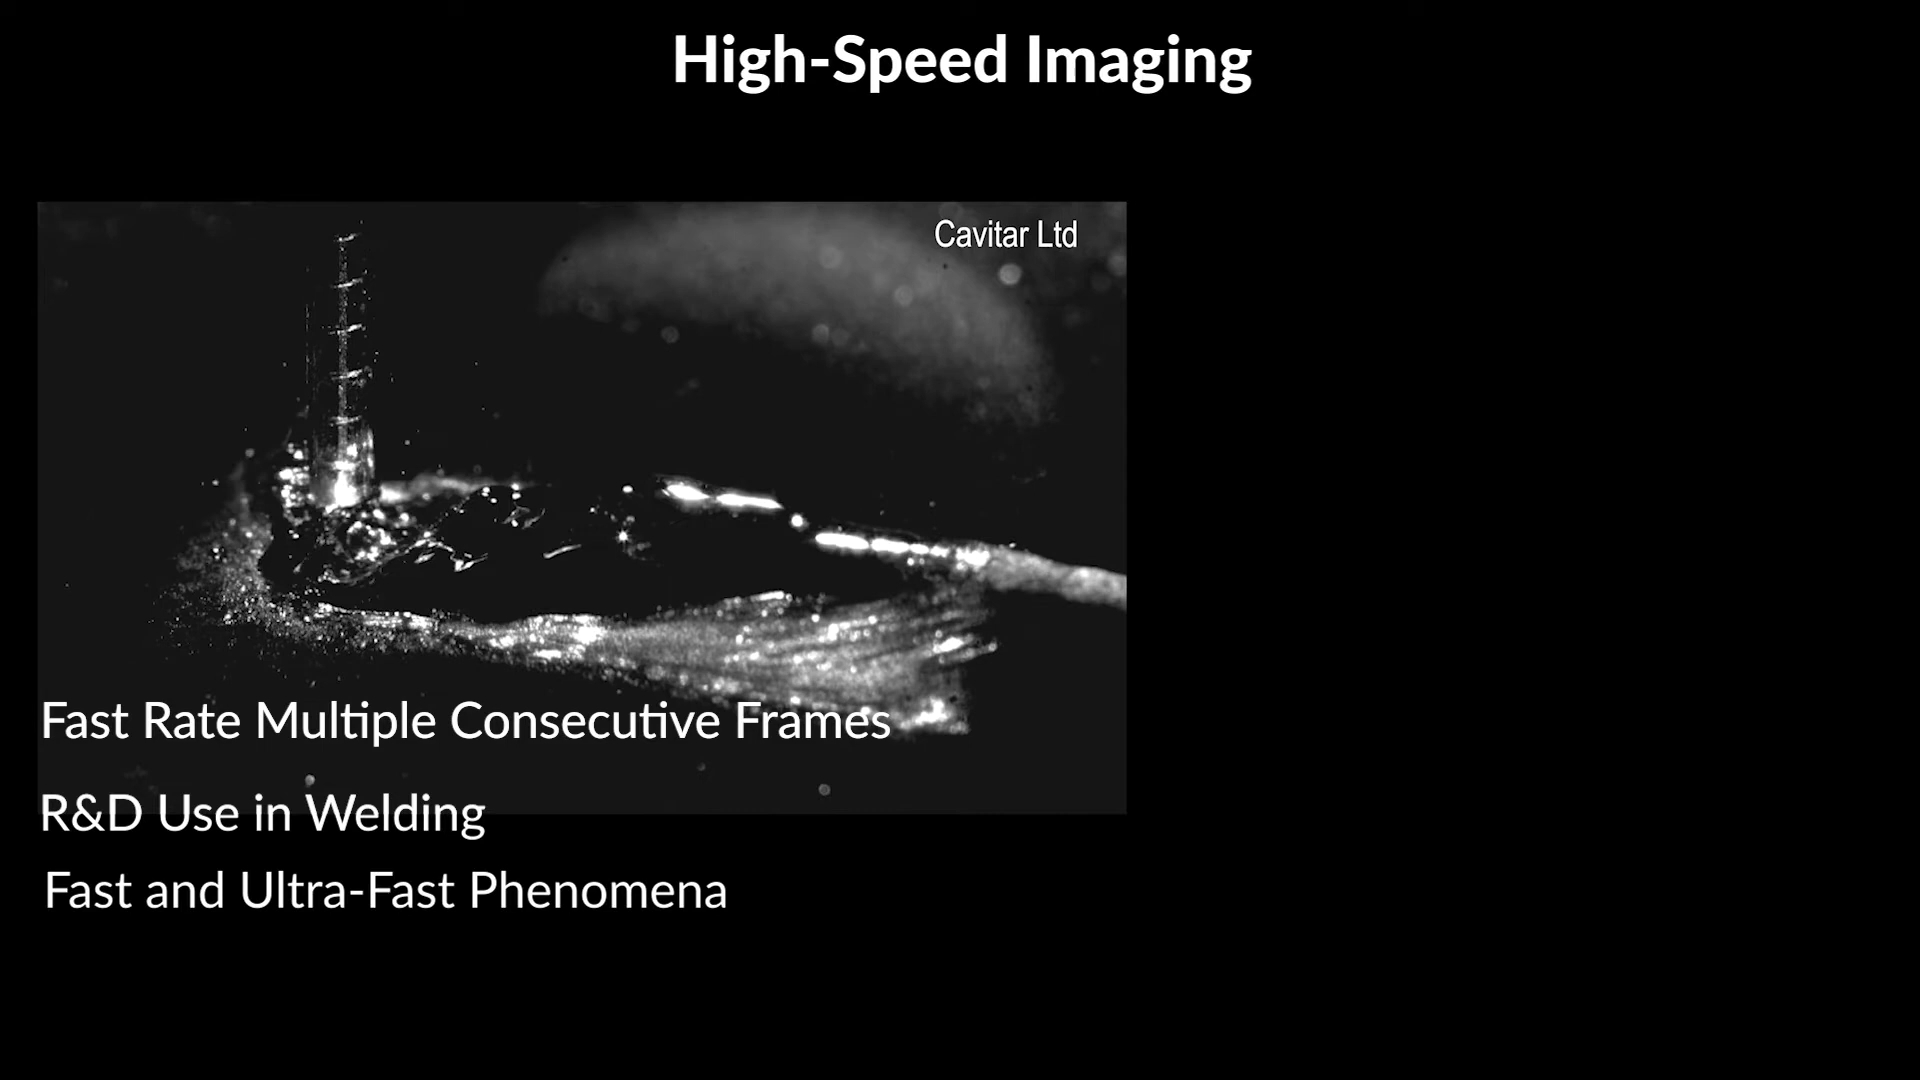 High-Speed Imaging
Cavitar Ltd
Fast Rate Multiple Consecutive Frames
R&D Use in Welding
Fast and Ultra-Fast Phenomena